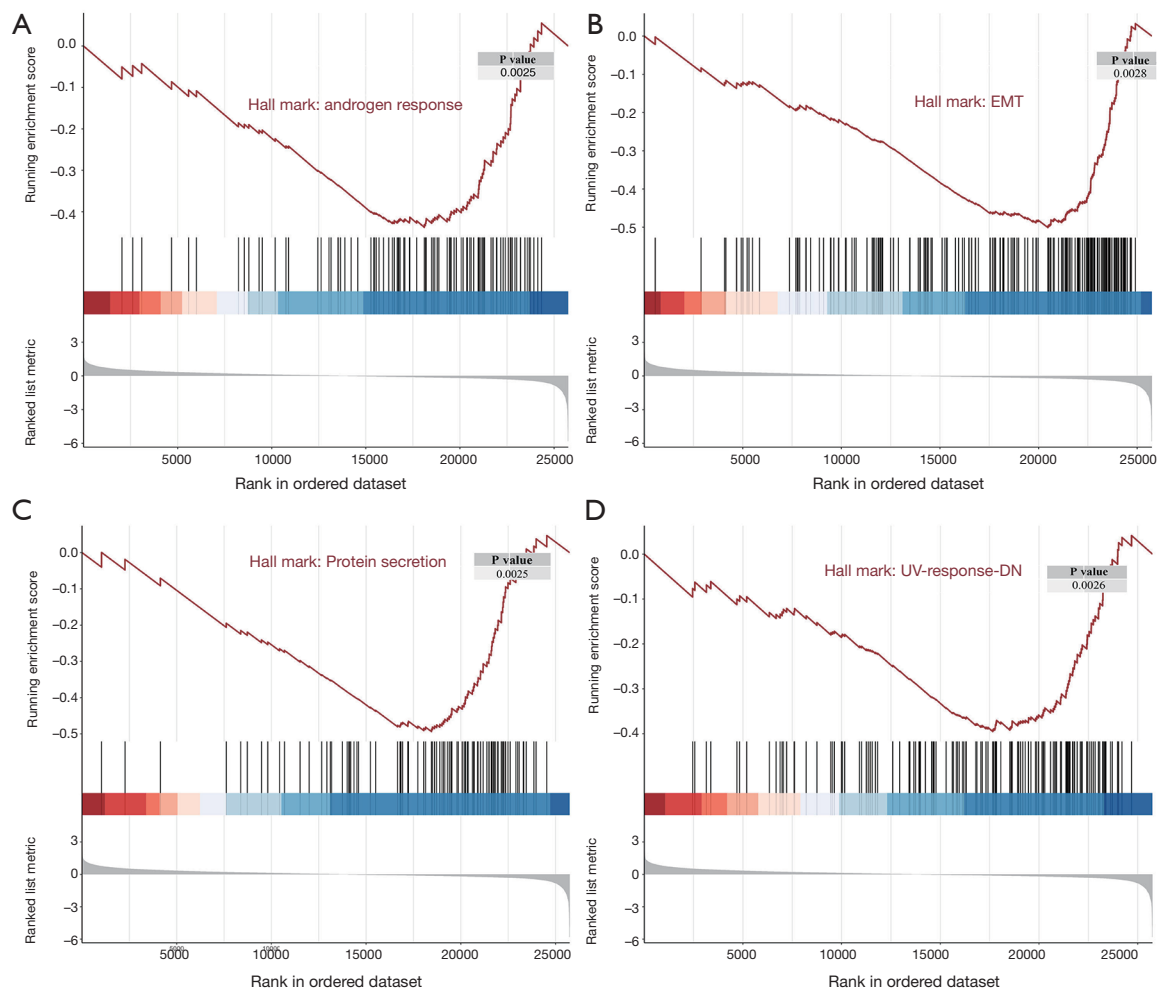 A
Running enrichment score
0.0
−0.1
−0.2
−0.3
−0.4
P value
0.0025
Hall mark: androgen response
Ranked list metric
3
0
−3
−6
5000 10000 15000 20000 25000
Rank in ordered dataset
B
Running enrichment score
0.0
−0.1
−0.2
−0.3
−0.4
−0.5
P value
0.0028
Hall mark: EMT
Ranked list metric
3
0
−3
−6
5000 10000 15000 20000 25000
Rank in ordered dataset
C
Running enrichment score
0.0
−0.1
−0.2
−0.3
−0.4
−0.5
Hall mark: Protein secretion
P value
0.0025
Ranked list metric
3
0
−3
−6
5000 10000
5000 10000 15000 20000 25000
Rank in ordered dataset
D
Running enrichment score
0.0
−0.1
−0.2
−0.3
−0.4
Hall mark: UV-response-DN
P value
0.0026
Ranked list metric
3
0
−3
−6
5000 10000 15000 20000 25000
Rank in ordered dataset